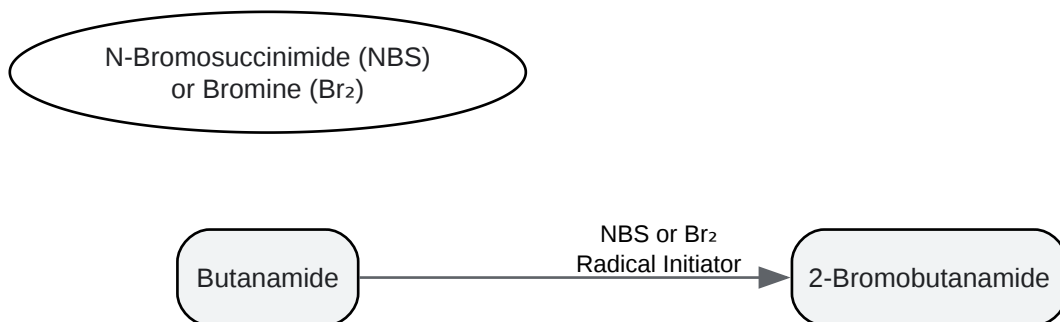 N-Bromosuccinimide (NBS)
or Bromine (Br₂)
NBS or Br₂
Radical Initiator
Butanamide
2-Bromobutanamide